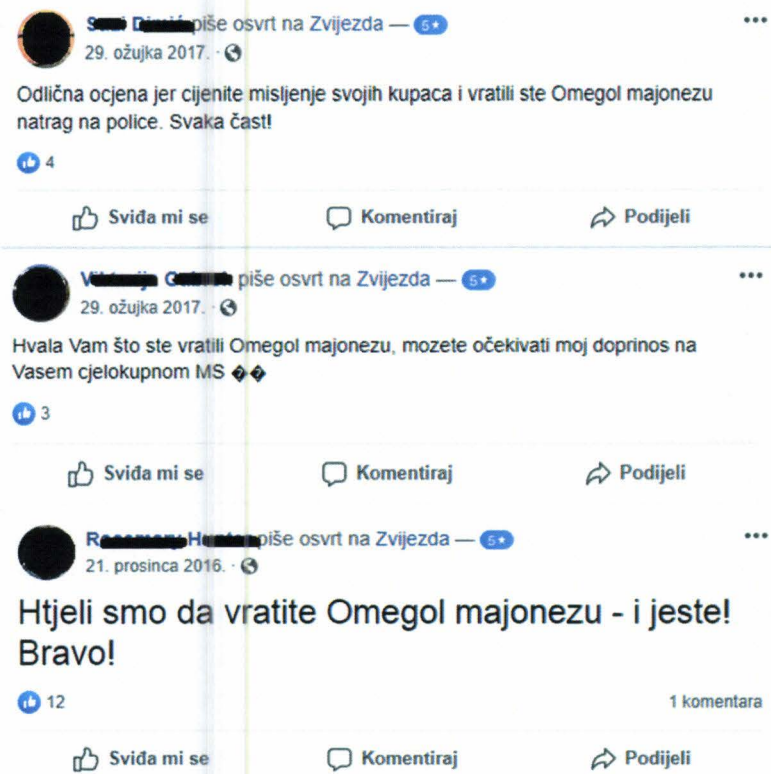 piše osvrt na Zvijezda — 5★
29. ožujka 2017. ·
Odlična ocjena jer cijenite misljenje svojih kupaca i vratili ste Omegol majonezu
natrag na police. Svaka čast!
4
Sviđa mi se Komentiraj Podijeli
piše osvrt na Zvijezda — 5★
29. ožujka 2017. ·
Hvala Vam što ste vratili Omegol majonezu, mozete očekivati moj doprinos na
Vasem cjelokupnom MS ��
3
Sviđa mi se Komentiraj Podijeli
piše osvrt na Zvijezda — 5★
21. prosinca 2016. ·
Htjeli smo da vratite Omegol majonezu - i jeste!
Bravo!
12 1 komentara
Sviđa mi se Komentiraj Podijeli